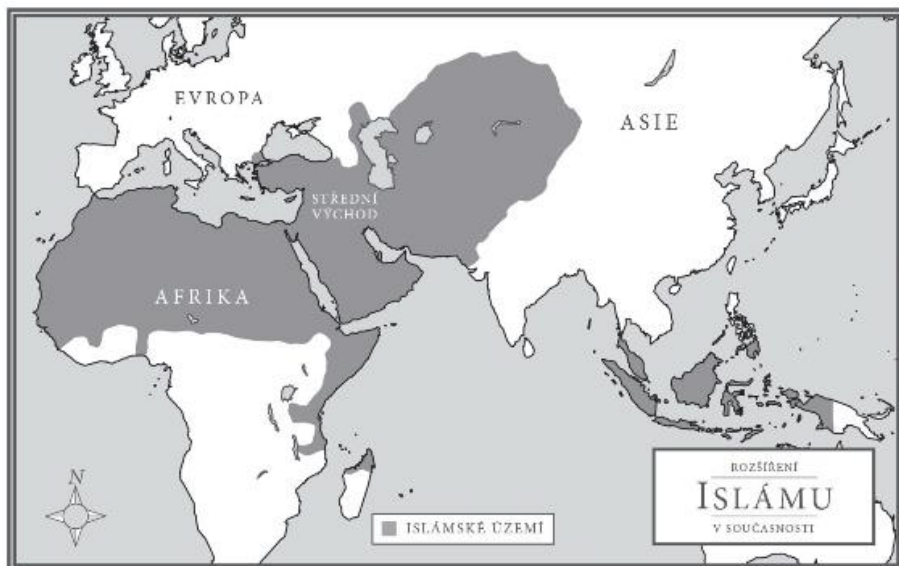 EVROPA
ASIE
STŘEDNÍ
VÝCHOD
AFRIKA
N
ISLÁMSKÉ ÚZEMÍ
ROZŠÍŘENÍ
ISLÁMU
V SOUČASNOSTI